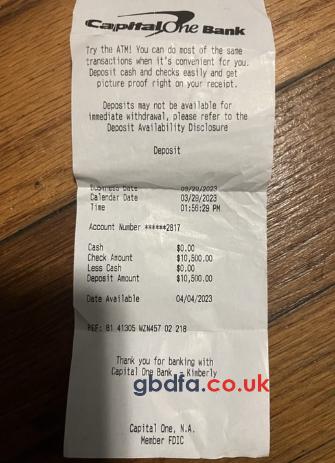 Capital One Bank
Try the ATM! You can do most of the same
transactions when it's convenient for you.
Deposit cash and checks easily and get
picture proof right on your receipt.
Deposits may not be available for
immediate withdrawal, please refer to the
Deposit Availability Disclosure
Deposit
Business Date 03/29/2023
Calendar Date 03/29/2023
Time 01:56:29 PM
Account Number ******2817
Cash $0.00
Check Amount $10,500.00
Less Cash $0.00
Deposit Amount $10,500.00
Date Available 04/04/2023
REF: 81 41305 WZN457 02 218
Thank you for banking with
Capital One Bank - Kimberly
gbdfa.co.uk
Capital One, N.A.
Member FDIC